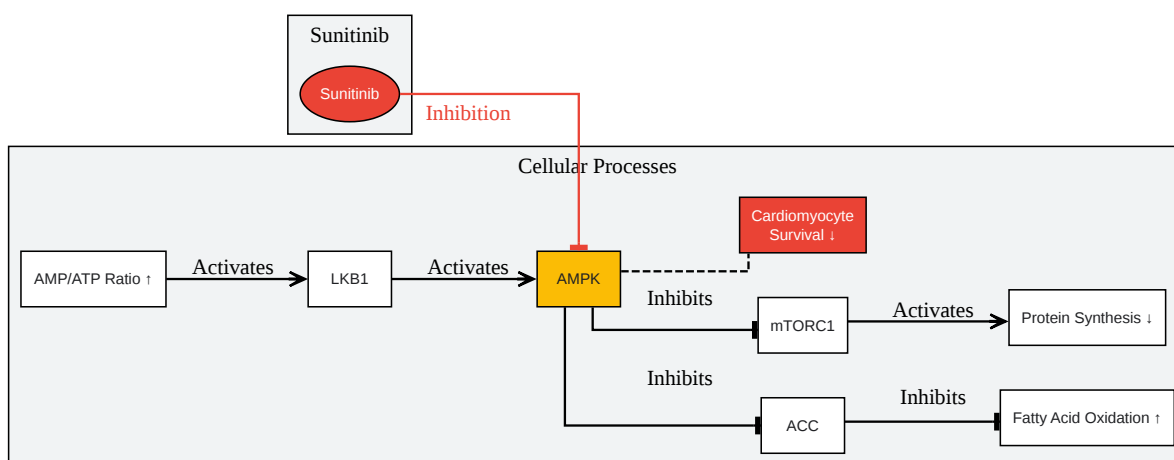 Sunitinib
Sunitinib
Inhibition
Cellular Processes
Cardiomyocyte
Survival ↓
AMP/ATP Ratio ↑
Activates
LKB1
Activates
AMPK
Inhibits
mTORC1
Activates
Protein Synthesis ↓
Inhibits
ACC
Inhibits
Fatty Acid Oxidation ↑